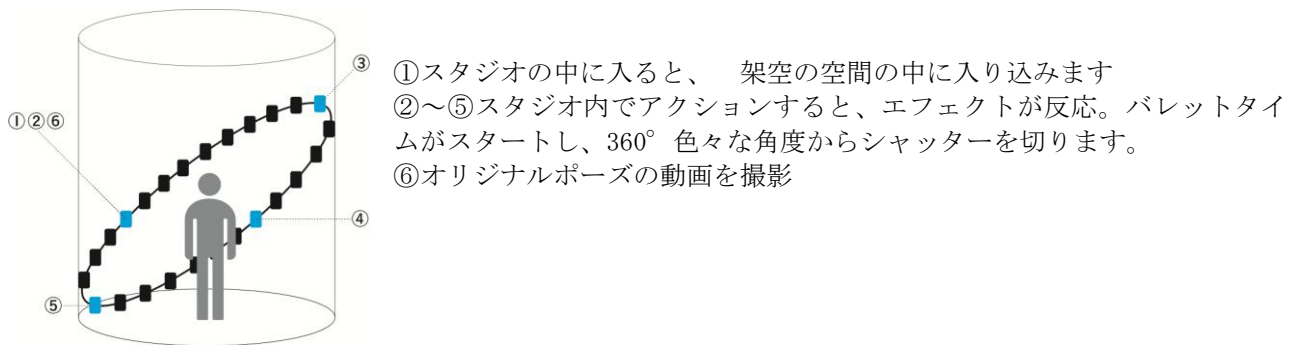 ①スタジオの中に入ると、　架空の空間の中に入り込みます
②～⑤スタジオ内でアクションすると、エフェクトが反応。バレットタイ
ムがスタートし、360°色々な角度からシャッターを切ります。
⑥オリジナルポーズの動画を撮影
③
①②⑥
④
⑤